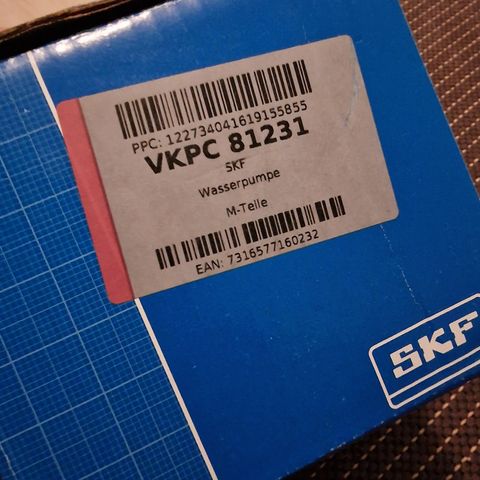 PPC: 122734041619155855
VKPC 81231
SKF
Wasserpumpe
M-Teile
EAN: 7316577160232
SKF